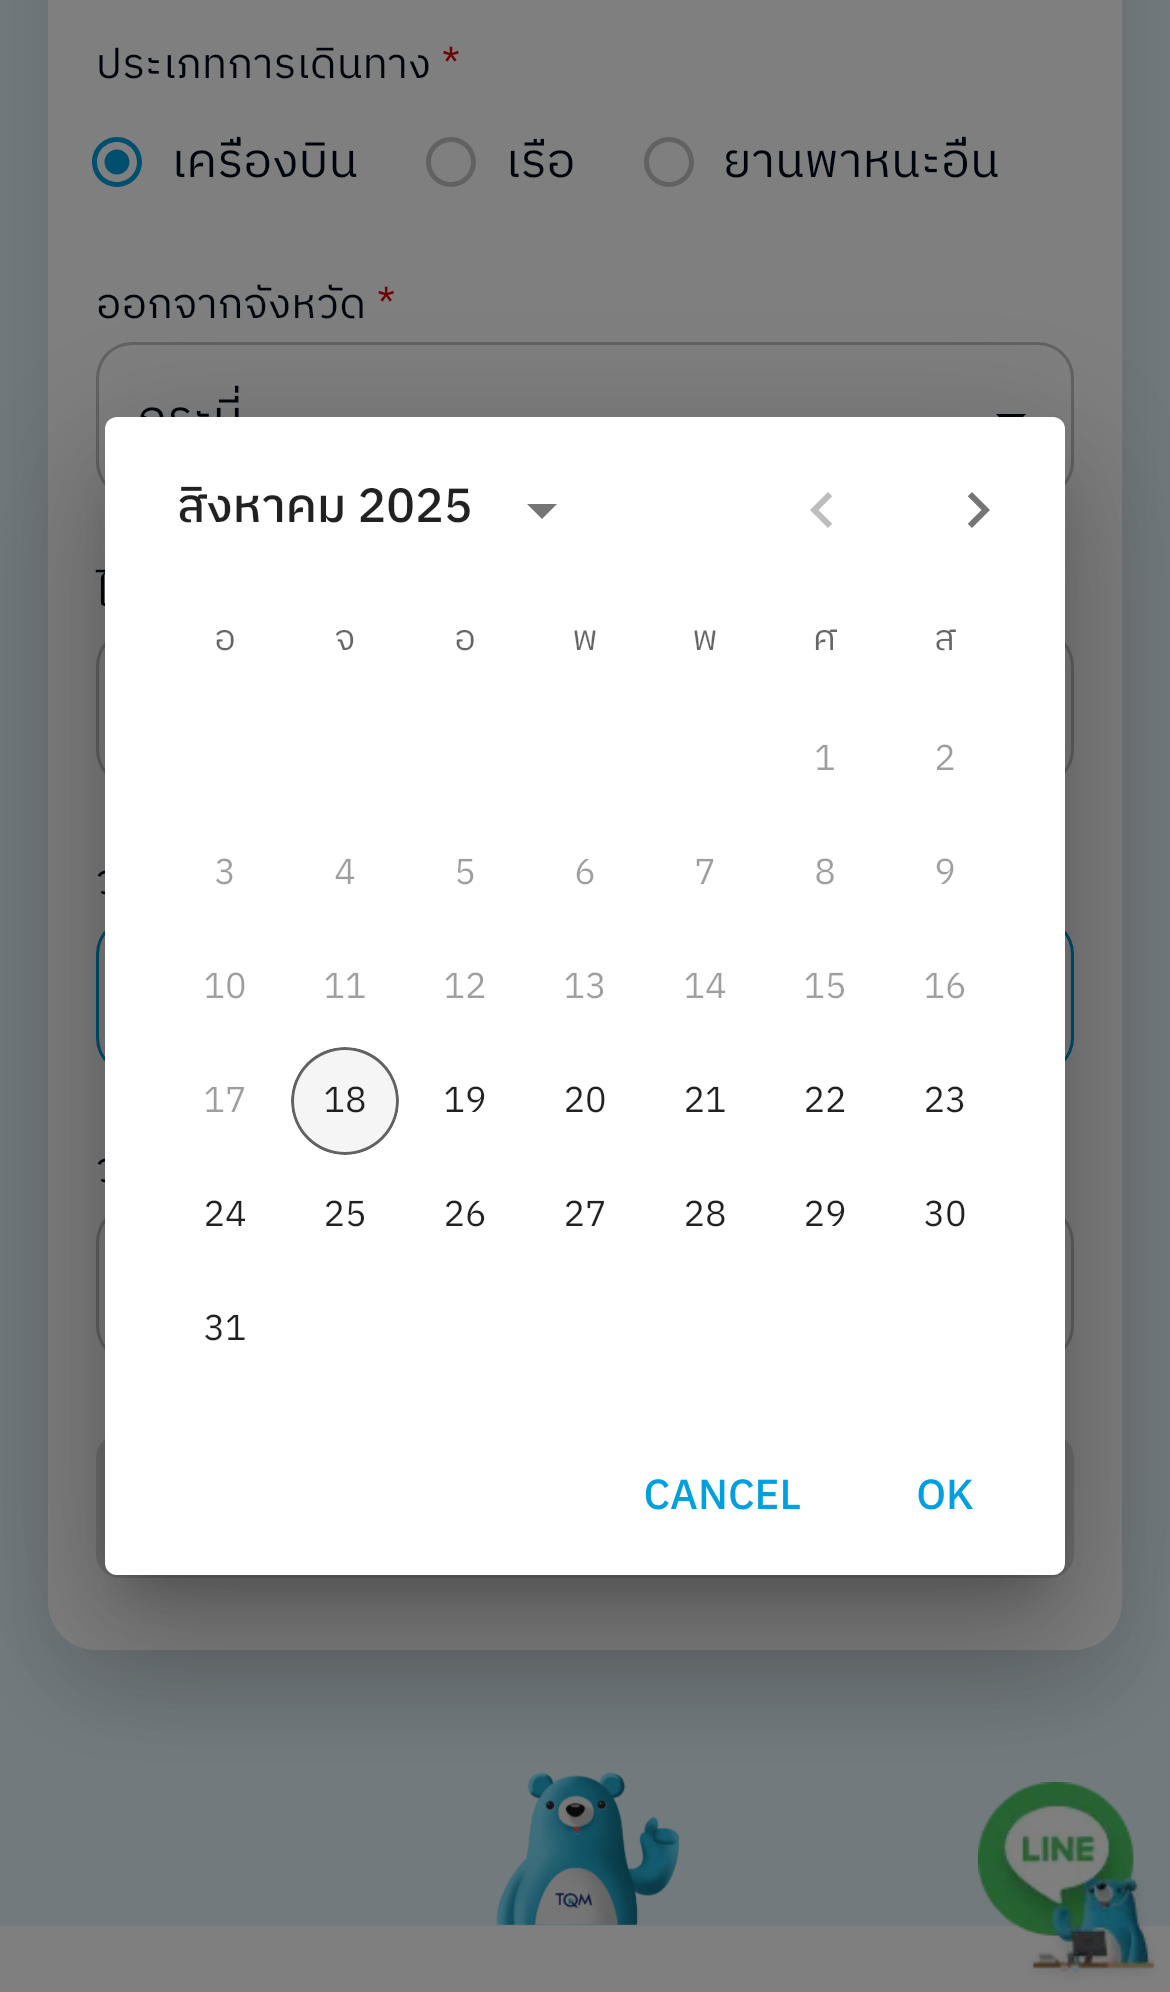 ประเภทการเดินทาง *
เครื่องบิน เรือ ยานพาหนะอื่น
ออกจากจังหวัด *
กระบี่
สิงหาคม 2025
อ จ อ พ พ ศ ส
1 2
3 4 5 6 7 8 9
10 11 12 13 14 15 16
17 18 19 20 21 22 23
24 25 26 27 28 29 30
31
CANCEL OK
TQM
LINE